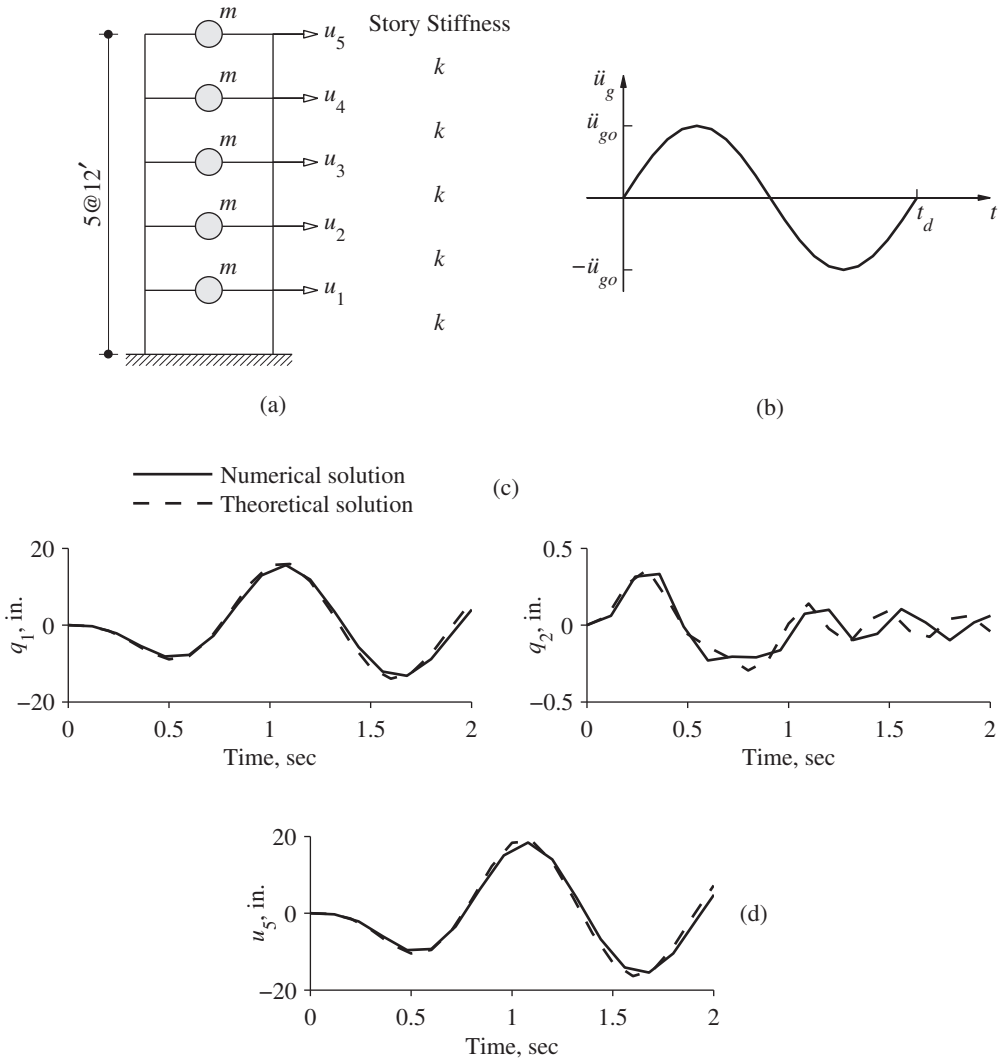 m
u5 Story Stiffness
k
m
u4
k
m
u3
k
m
u2
k
m
u1
k
5@12′
(a)
üg
ügo
td
t
−ügo
(b)
Numerical solution
Theoretical solution
(c)
20
0
−20
q1, in.
0 0.5 1 1.5 2
Time, sec
0.5
0
−0.5
q2, in.
0 0.5 1 1.5 2
Time, sec
20
0
−20
u5, in.
0 0.5 1 1.5 2
Time, sec
(d)